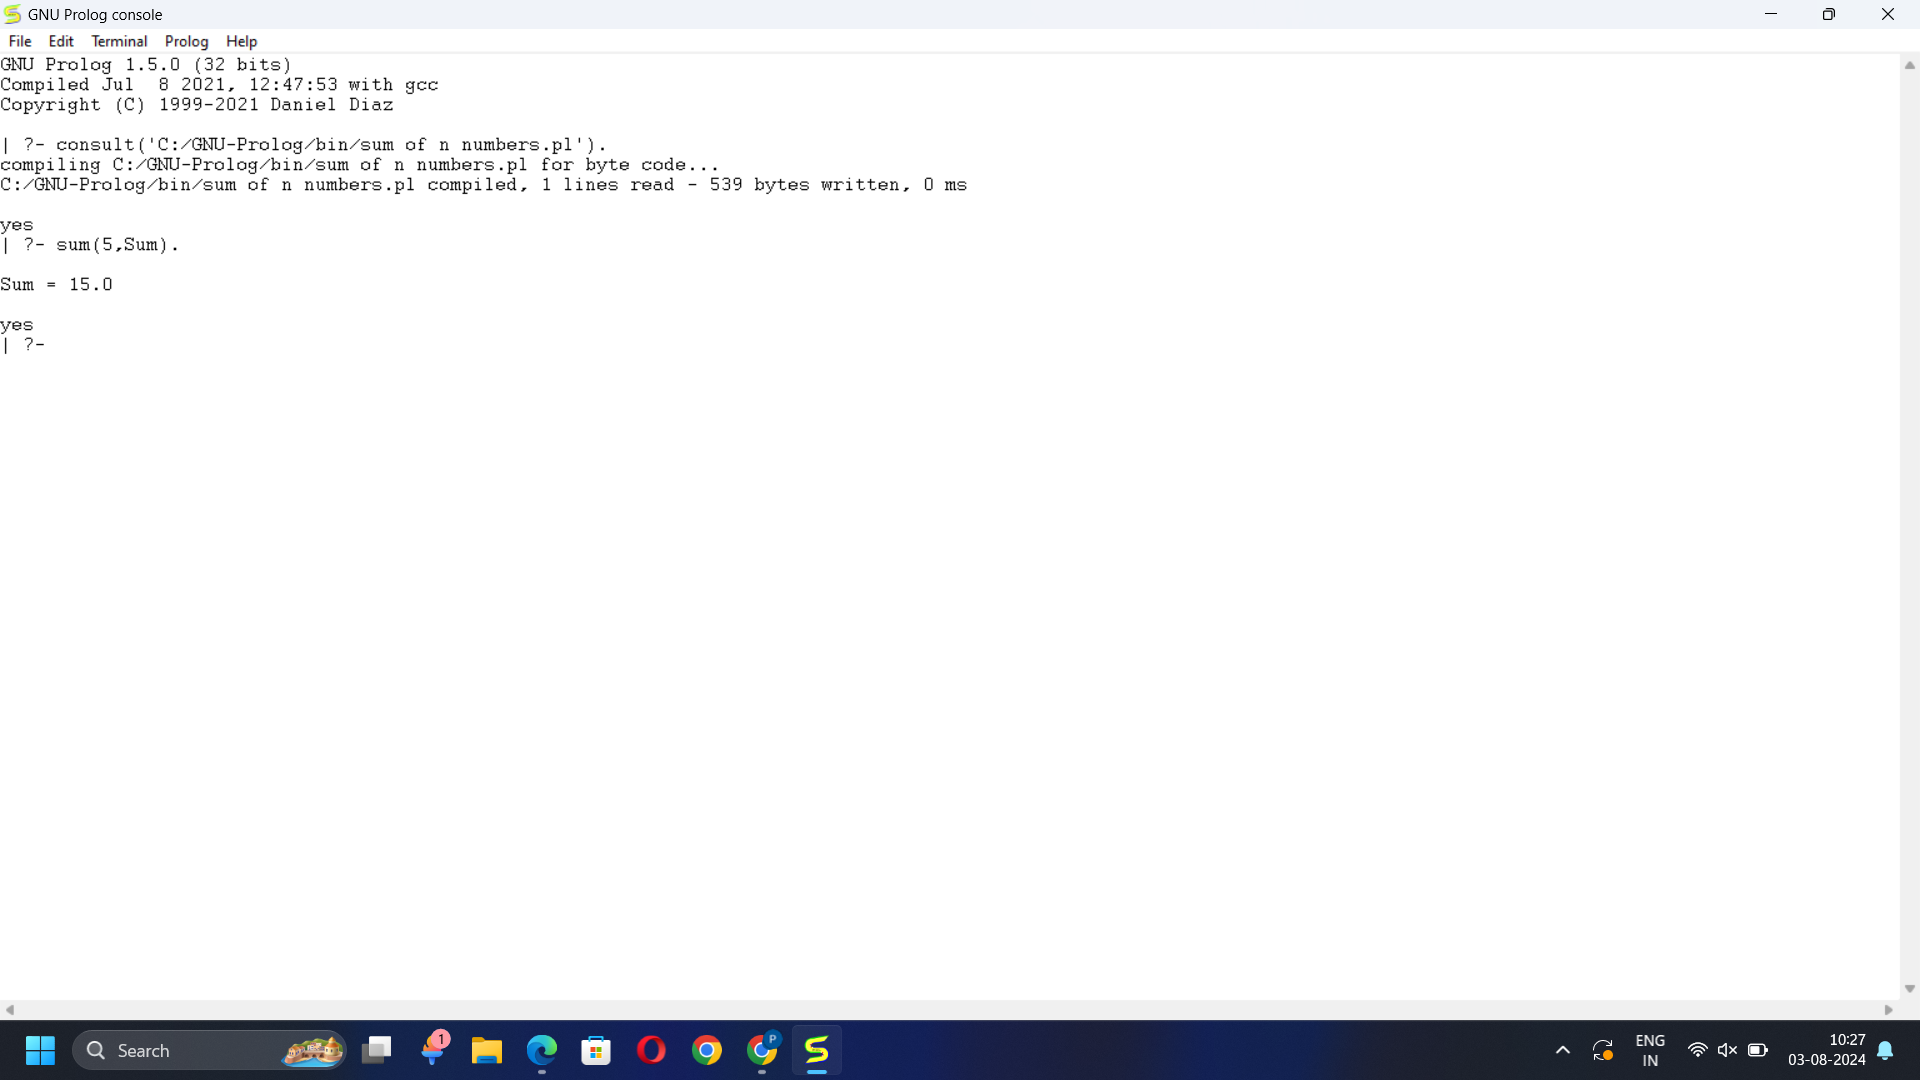 GNU Prolog console
File Edit Terminal Prolog Help
GNU Prolog 1.5.0 (32 bits)
Compiled Jul  8 2021, 12:47:53 with gcc
Copyright (C) 1999-2021 Daniel Diaz
| ?- consult('C:/GNU-Prolog/bin/sum of n numbers.pl').
compiling C:/GNU-Prolog/bin/sum of n numbers.pl for byte code...
C:/GNU-Prolog/bin/sum of n numbers.pl compiled, 1 lines read - 539 bytes written, 0 ms
yes
| ?- sum(5,Sum).
Sum = 15.0
yes
| ?-
Search
1
P
ENG
IN
10:27
03-08-2024